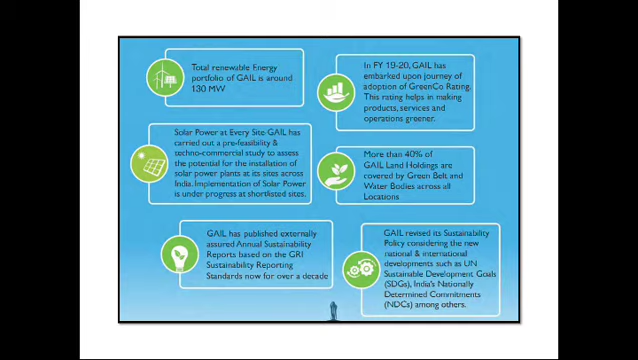 Total renewable Energy
portfolio of GAIL is around
130 MW
In FY 19-20, GAIL has
embarked upon journey of
adoption of GreenCo Rating.
This rating helps in making
products, services and
operations greener.
Solar Power at Every Site-GAIL has
carried out a pre-feasibility &
techno-commercial study to assess
the potential for the installation of
solar power plants at its sites across
India. Implementation of Solar Power
is under progress at shortlisted sites.
More than 40% of
GAIL Land Holdings are
covered by Green Belt and
Water Bodies across all
Locations
GAIL has published externally
assured Annual Sustainability
Reports based on the GRI
Sustainability Reporting
Standards now for over a decade
GAIL revised its Sustainability
Policy considering the new
national & international
developments such as UN
Sustainable Development Goals
(SDGs), India's Nationally
Determined Commitments
(NDCs) among others.